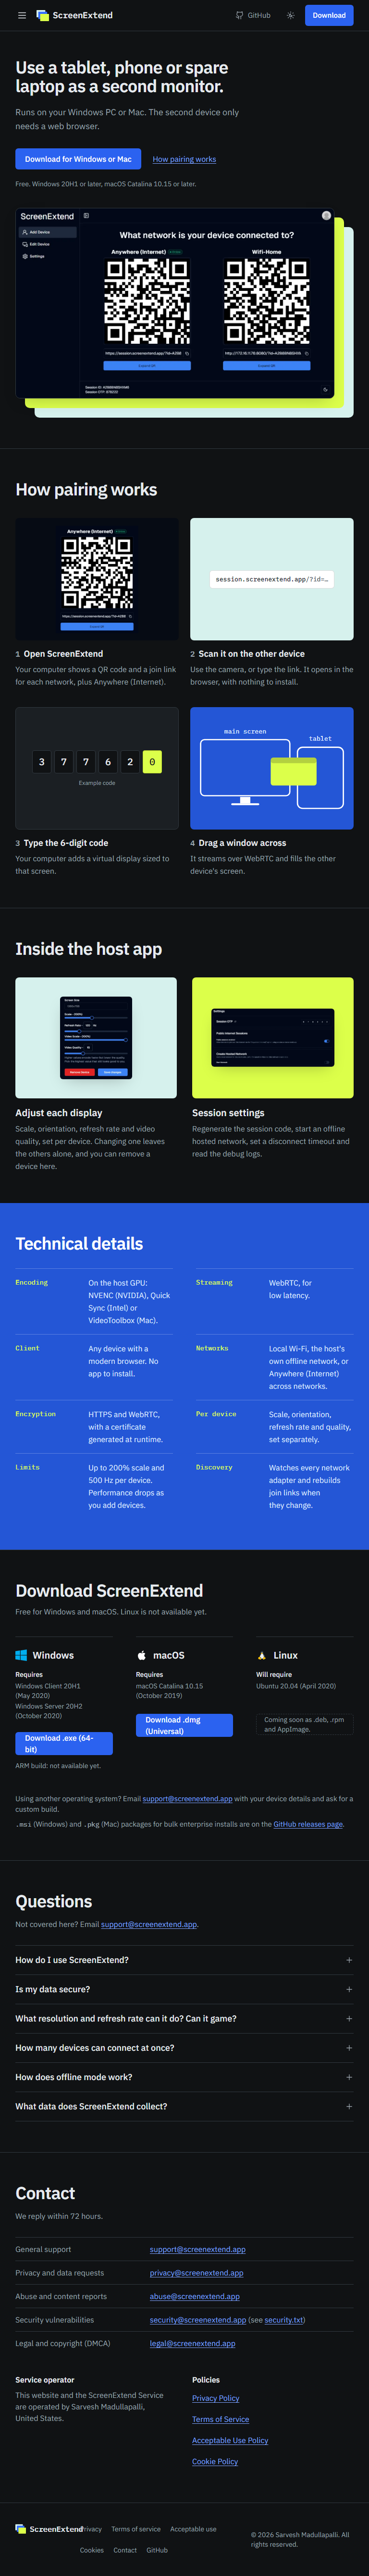 ScreenExtend
GitHub
Download
Use a tablet, phone or spare
laptop as a second monitor.
Runs on your Windows PC or Mac. The second device only
needs a web browser.
Download for Windows or Mac
How pairing works
Free. Windows 20H1 or later, macOS Catalina 10.15 or later.
ScreenExtend
Add Device
Edit Device
Settings
What network is your device connected to?
Anywhere (Internet)
Wifi-Home
How pairing works
Anywhere (Internet)
session.screenextend.app/?id=…
1 Open ScreenExtend
Your computer shows a QR code and a join link
for each network, plus Anywhere (Internet).
2 Scan it on the other device
Use the camera, or type the link. It opens in the
browser, with nothing to install.
3 7 7 6 2 0
Example code
main screen
tablet
3 Type the 6-digit code
Your computer adds a virtual display sized to
that screen.
4 Drag a window across
It streams over WebRTC and fills the other
device's screen.
Inside the host app
Adjust each display
Scale, orientation, refresh rate and video
quality, set per device. Changing one leaves
the others alone, and you can remove a
device here.
Session settings
Regenerate the session code, start an offline
hosted network, set a disconnect timeout and
read the debug logs.
Technical details
Encoding
On the host GPU:
NVENC (NVIDIA), Quick
Sync (Intel) or
VideoToolbox (Mac).
Streaming
WebRTC, for
low latency.
Client
Any device with a
modern browser. No
app to install.
Networks
Local Wi-Fi, the host's
own offline network, or
Anywhere (Internet)
across networks.
Encryption
HTTPS and WebRTC,
with a certificate
generated at runtime.
Per device
Scale, orientation,
refresh rate and quality,
set separately.
Limits
Up to 200% scale and
500 Hz per device.
Performance drops as
you add devices.
Discovery
Watches every network
adapter and rebuilds
join links when
they change.
Download ScreenExtend
Free for Windows and macOS. Linux is not available yet.
Windows
Requires
Windows Client 20H1
(May 2020)
Windows Server 20H2
(October 2020)
Download .exe (64-
bit)
ARM build: not available yet.
macOS
Requires
macOS Catalina 10.15
(October 2019)
Download .dmg
(Universal)
Linux
Will require
Ubuntu 20.04 (April 2020)
Coming soon as .deb, .rpm
and AppImage.
Using another operating system? Email support@screenextend.app with your device details and ask for a
custom build.
.msi (Windows) and .pkg (Mac) packages for bulk enterprise installs are on the GitHub releases page.
Questions
Not covered here? Email support@screenextend.app.
How do I use ScreenExtend?
Is my data secure?
What resolution and refresh rate can it do? Can it game?
How many devices can connect at once?
How does offline mode work?
What data does ScreenExtend collect?
Contact
We reply within 72 hours.
General support support@screenextend.app
Privacy and data requests privacy@screenextend.app
Abuse and content reports abuse@screenextend.app
Security vulnerabilities security@screenextend.app (see security.txt)
Legal and copyright (DMCA) legal@screenextend.app
Service operator
This website and the ScreenExtend Service
are operated by Sarvesh Madullapalli,
United States.
Policies
Privacy Policy
Terms of Service
Acceptable Use Policy
Cookie Policy
ScreenExtend
rivacy Terms of service Acceptable use
Cookies Contact GitHub
© 2026 Sarvesh Madullapalli. All
rights reserved.